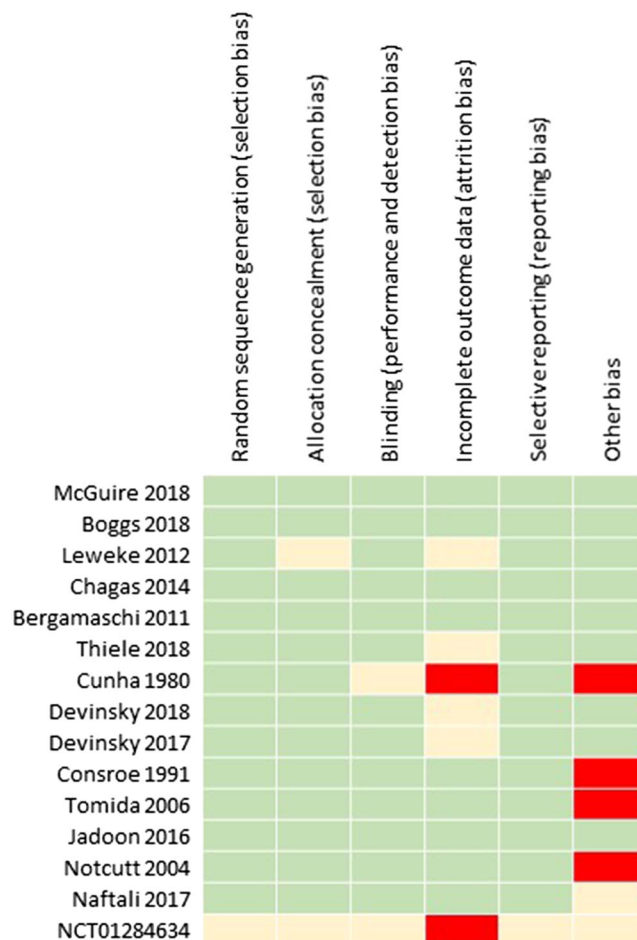 Random sequence generation (selection bias)
Allocation concealment (selection bias)
Blinding (performance and detection bias)
Incomplete outcome data (attrition bias)
Selective reporting (reporting bias)
Other bias
McGuire 2018
Boggs 2018
Leweke 2012
Chagas 2014
Bergamaschi 2011
Thiele 2018
Cunha 1980
Devinsky 2018
Devinsky 2017
Consroe 1991
Tomida 2006
Jadoon 2016
Notcutt 2004
Naftali 2017
NCT01284634